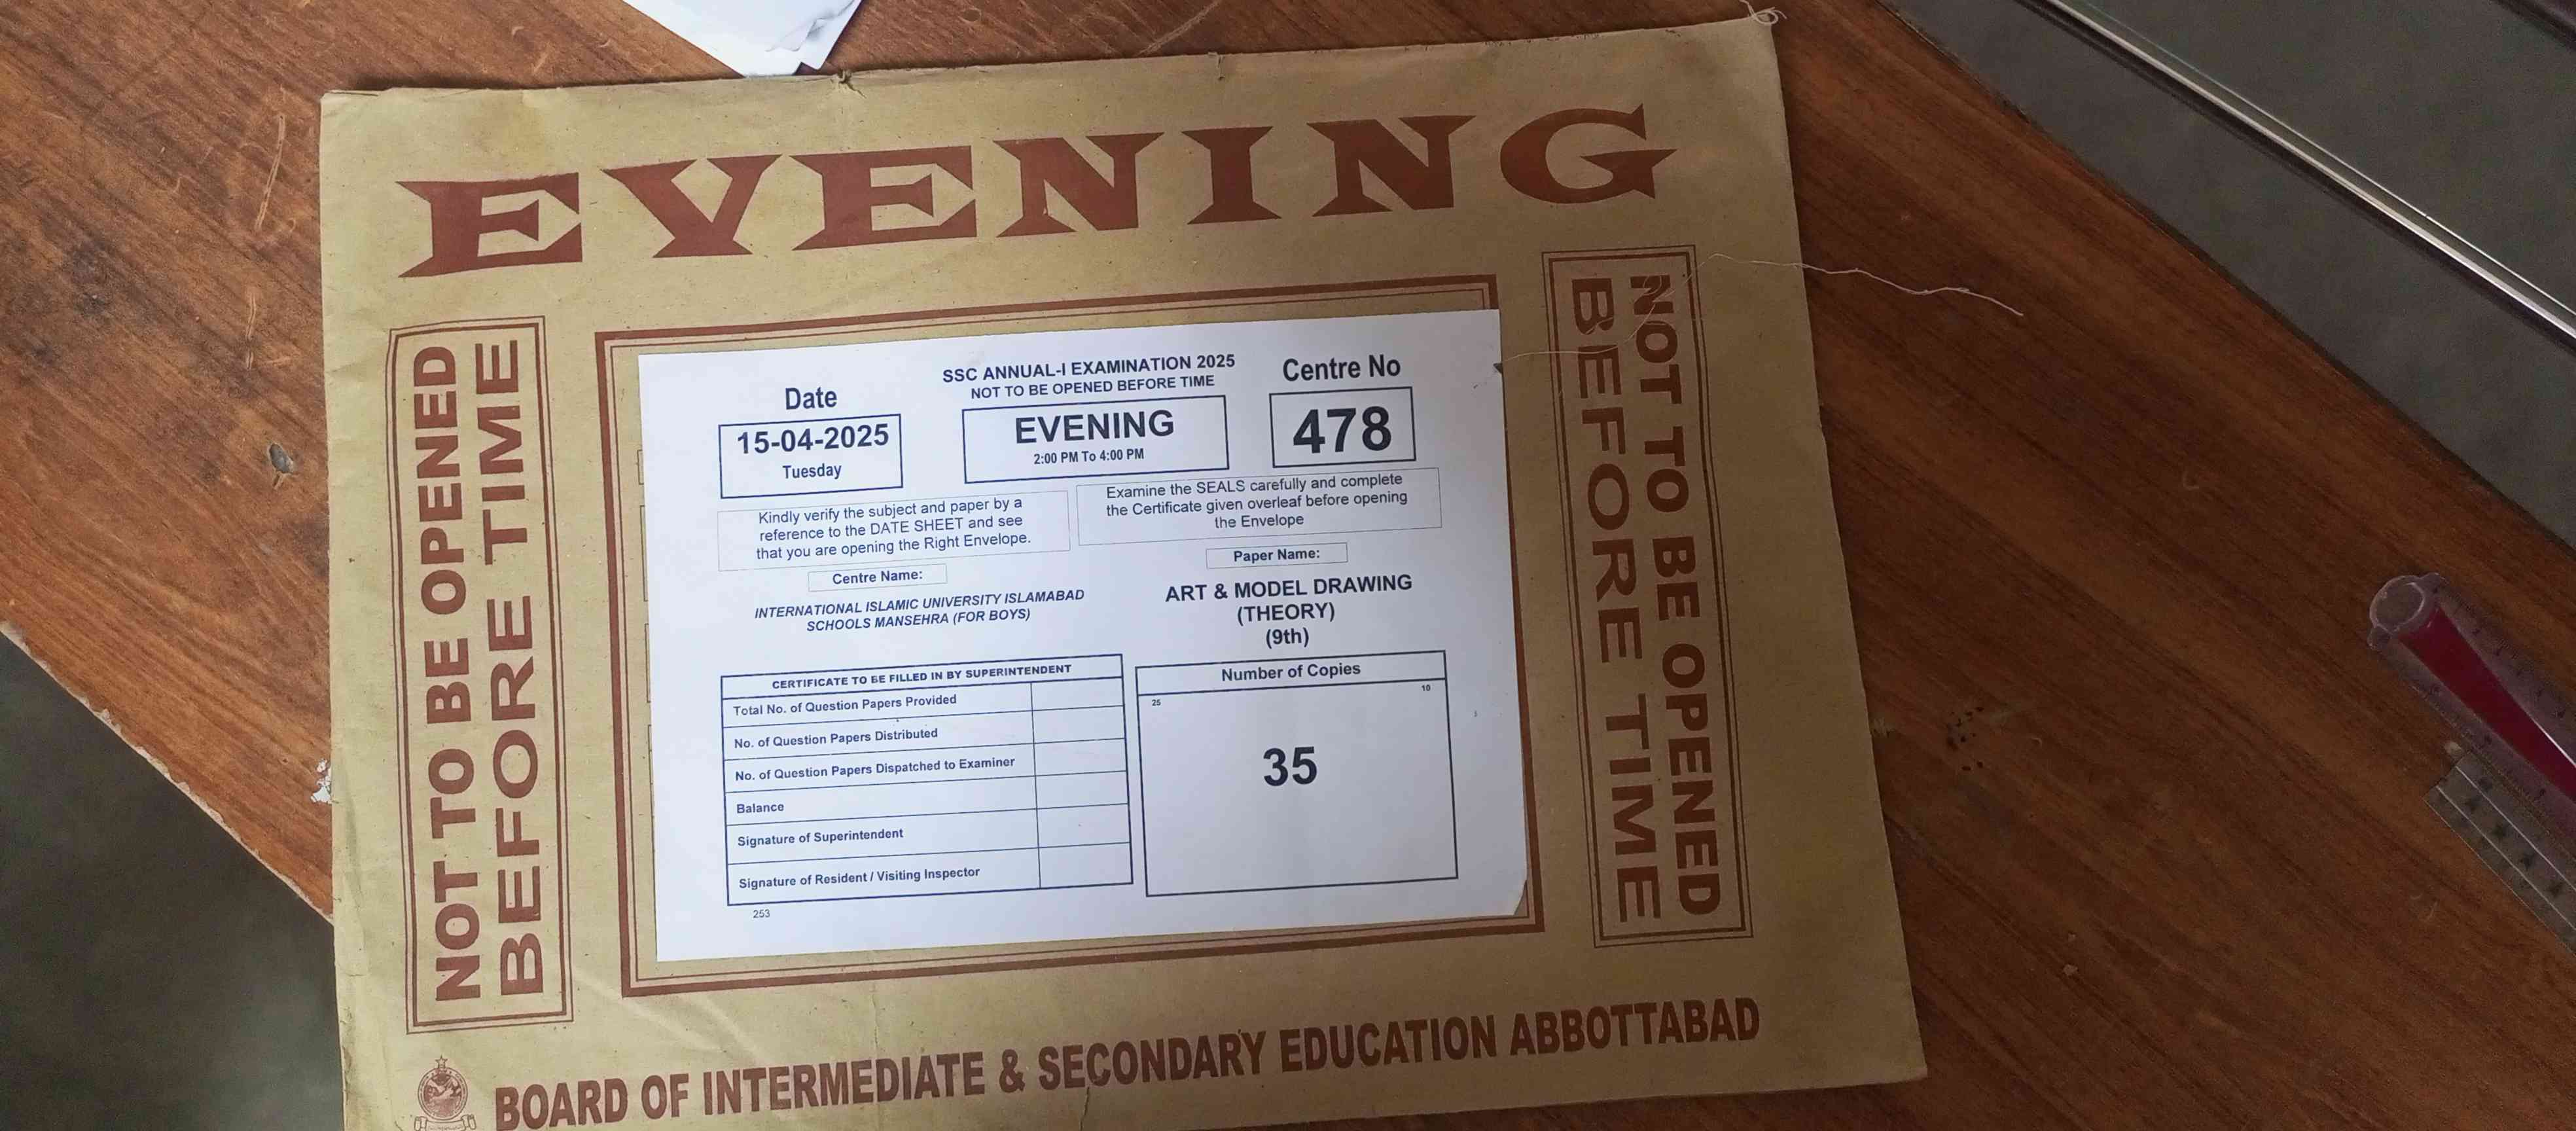 EVENING
NOT TO BE OPENED
BEFORE TIME
SSC ANNUAL-I EXAMINATION 2025
NOT TO BE OPENED BEFORE TIME
Date
15-04-2025
Tuesday
EVENING
2:00 PM To 4:00 PM
Centre No
478
Kindly verify the subject and paper by a
reference to the DATE SHEET and see
that you are opening the Right Envelope.
Examine the SEALS carefully and complete
the Certificate given overleaf before opening
the Envelope
Centre Name:
INTERNATIONAL ISLAMIC UNIVERSITY ISLAMABAD
SCHOOLS MANSEHRA (FOR BOYS)
Paper Name:
ART & MODEL DRAWING
(THEORY)
(9th)
CERTIFICATE TO BE FILLED IN BY SUPERINTENDENT
Total No. of Question Papers Provided
No. of Question Papers Distributed
No. of Question Papers Dispatched to Examiner
Balance
Signature of Superintendent
Signature of Resident / Visiting Inspector
253
Number of Copies
25
10
35
NOT TO BE OPENED
BEFORE TIME
BOARD OF INTERMEDIATE & SECONDARY EDUCATION ABBOTTABAD